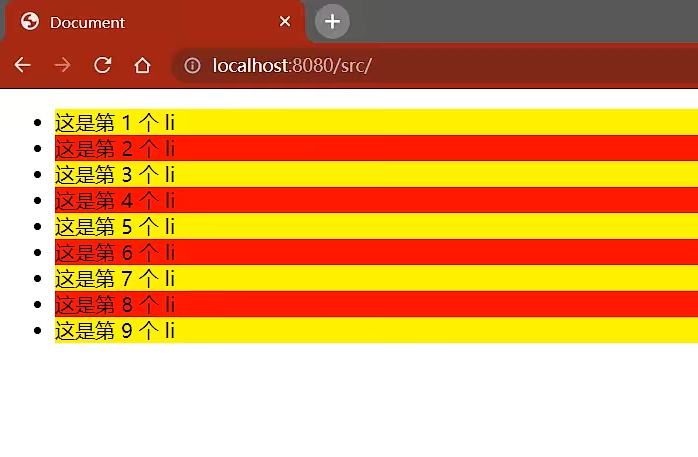 Document
localhost:8080/src/
这是第 1 个 li
这是第 2 个 li
这是第 3 个 li
这是第 4 个 li
这是第 5 个 li
这是第 6 个 li
这是第 7 个 li
这是第 8 个 li
这是第 9 个 li